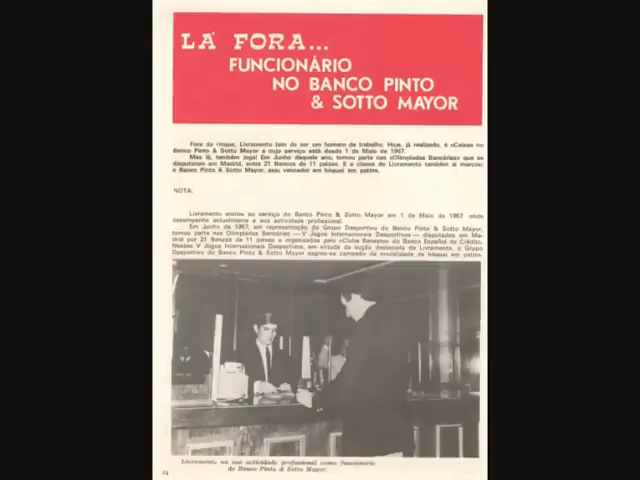 LÁ FORA...
FUNCIONÁRIO
NO BANCO PINTO
& SOTTO MAYOR
Fora do rinque, Livramento tem de ser um homem de trabalho. Hoje, já realizado, é «Caixa» no
Banco Pinto & Sotto Mayor a cujo serviço está desde 1 de Maio de 1967.
Mas lá, também joga! Em Junho daquele ano, tomou parte nas «Olimpíadas Bancárias» que se
disputaram em Madrid, entre 21 Bancos de 11 países. E a classe de Livramento também aí marcou
e Banco Pinto & Sotto Mayor, saiu vencedor em hóquei em patins.
NOTA:
Livramento entrou ao serviço do Banco Pinto & Sotto Mayor em 1 de Maio de 1967 onde
desempenha actualmente a sua actividade profissional.
Em Junho de 1967, em representação do Grupo Desportivo do Banco Pinto & Sotto Mayor,
tomou parte nas Olimpíadas Bancárias — V Jogos Internacionais Desportivos — disputados em Ma-
drid por 21 Bancos de 11 países e organizados pelo «Clube Banesto» do Banco Español de Crédito.
Nesses V Jogos Internacionais Desportivos, em virtude da acção destacada de Livramento, o Grupo
Desportivo do Banco Pinto & Sotto Mayor sagrou-se campeão da modalidade de hóquei em patins.
Livramento na sua actividade profissional como funcionário
do Banco Pinto & Sotto Mayor
34